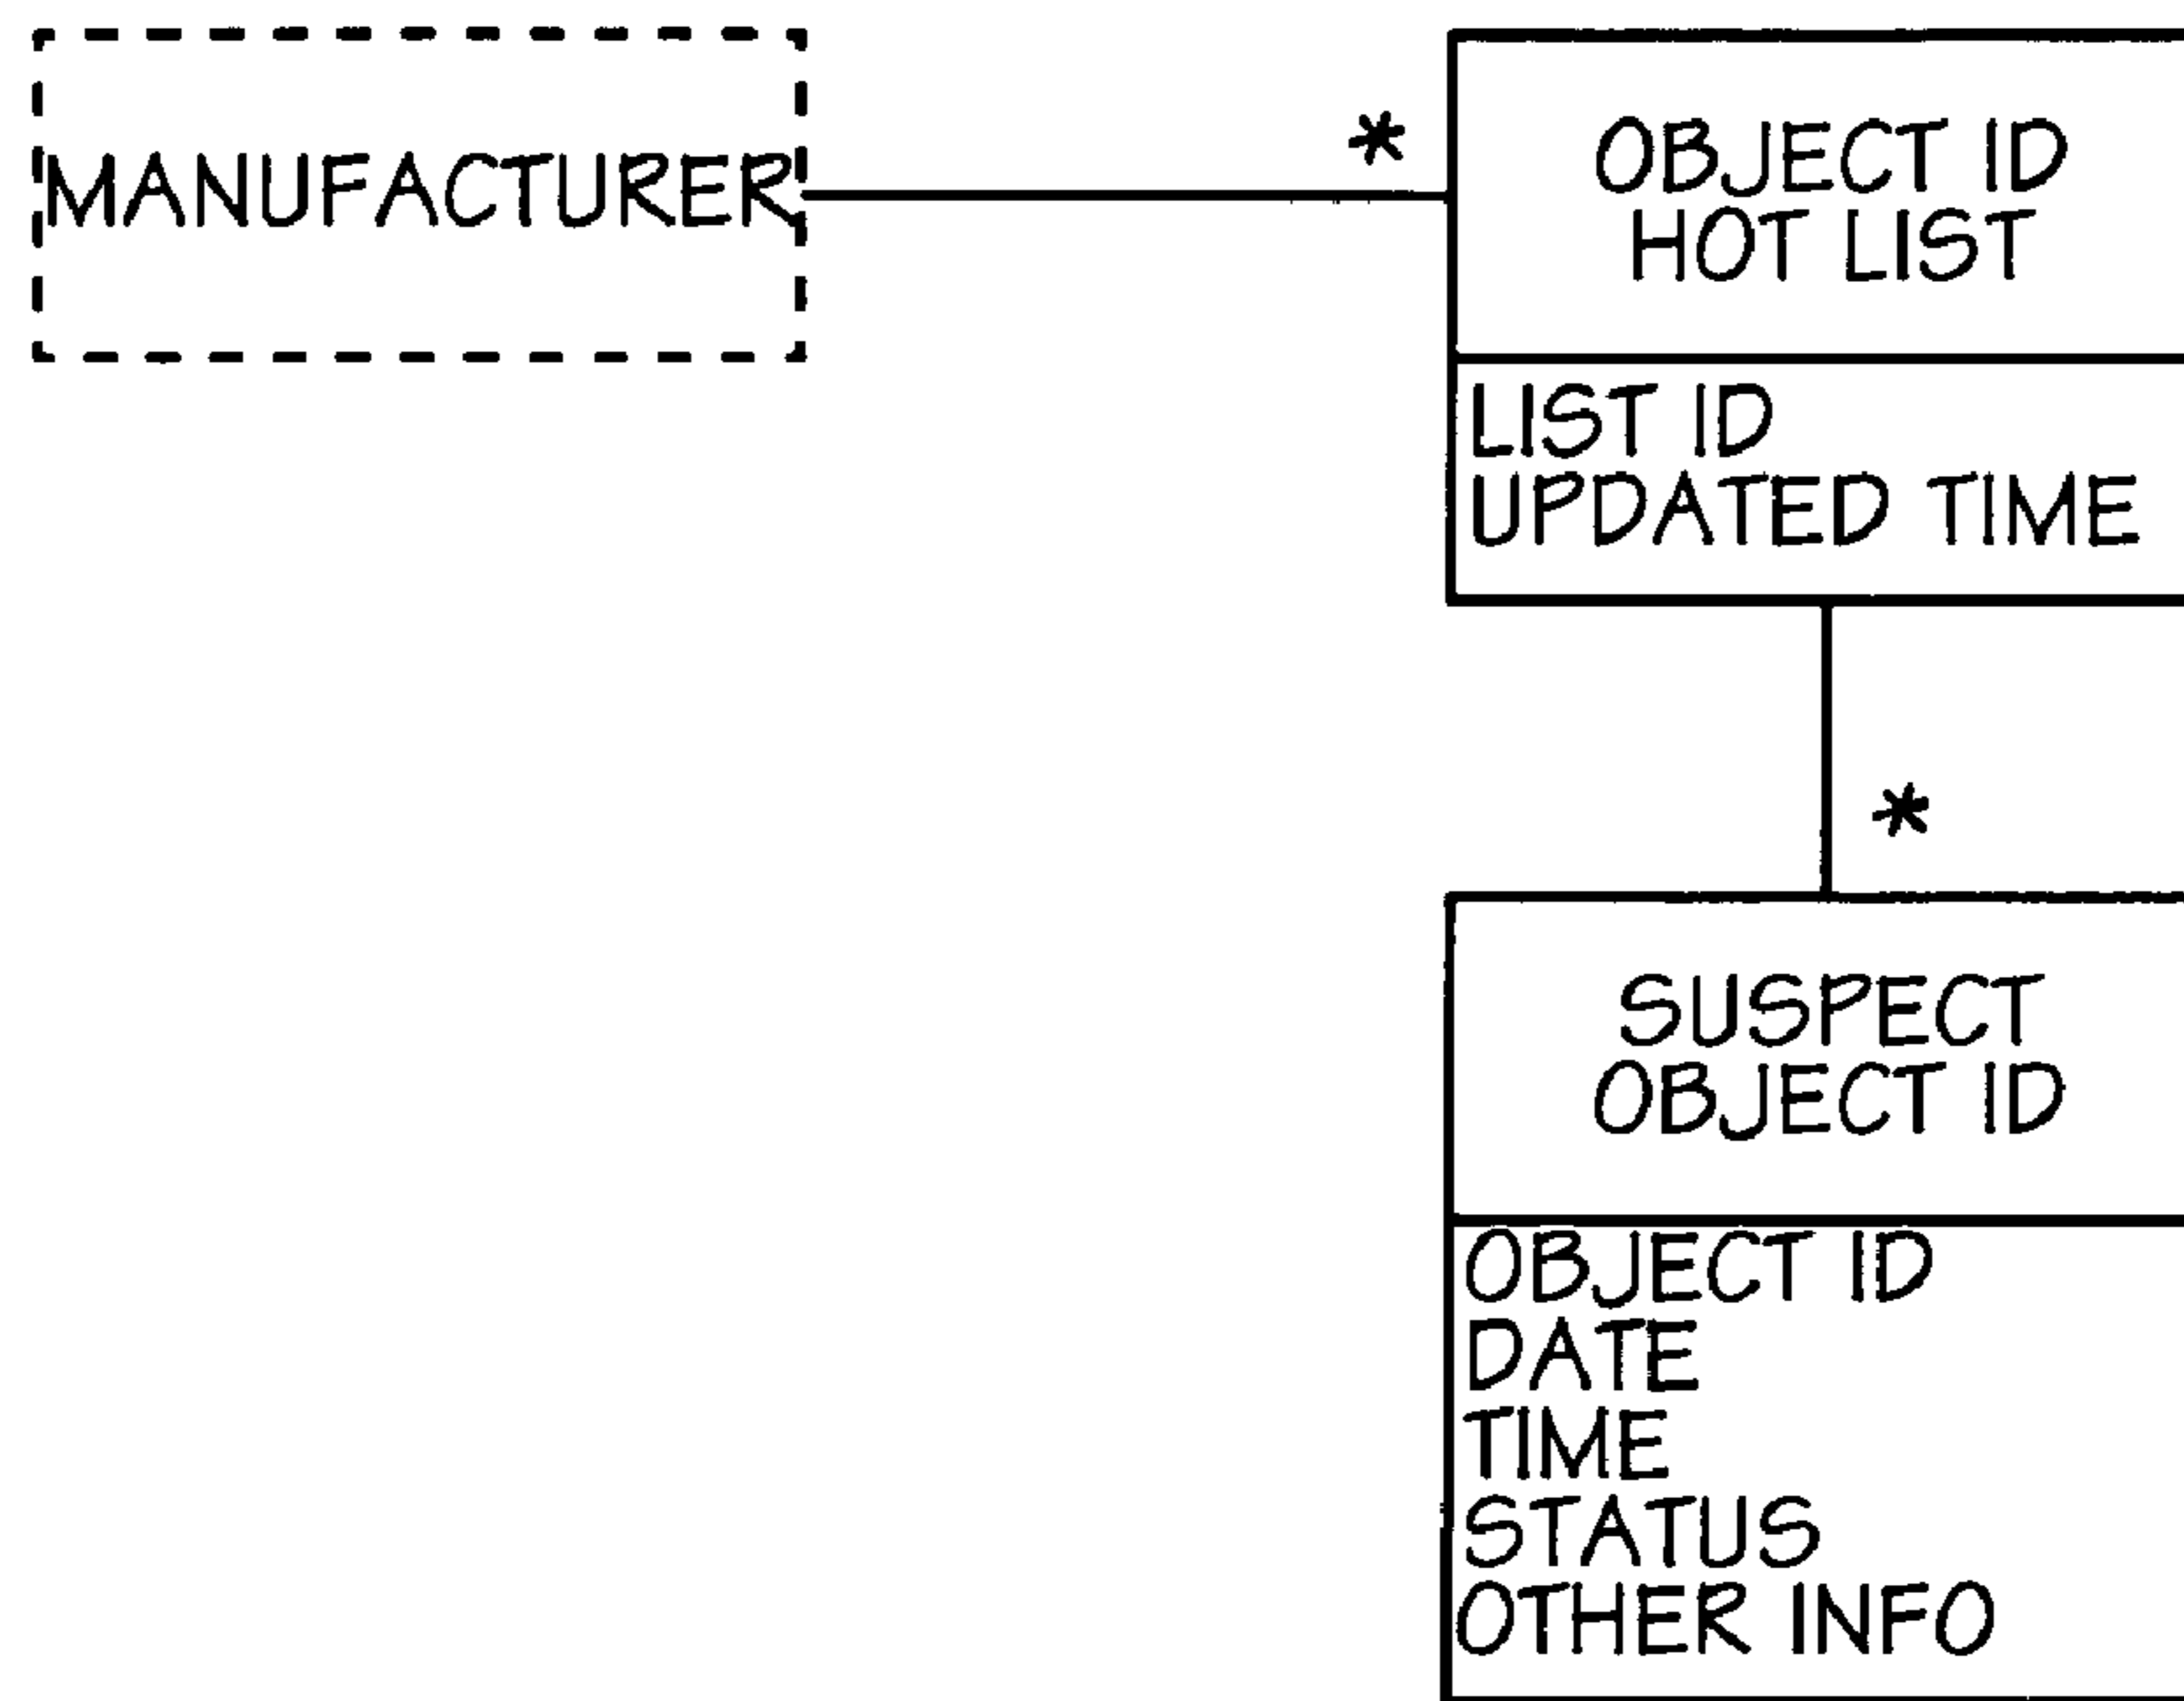 MANUFACTURER
*
OBJECT ID
HOT LIST
LIST ID
UPDATED TIME
*
SUSPECT
OBJECT ID
OBJECT ID
DATE
TIME
STATUS
OTHER INFO